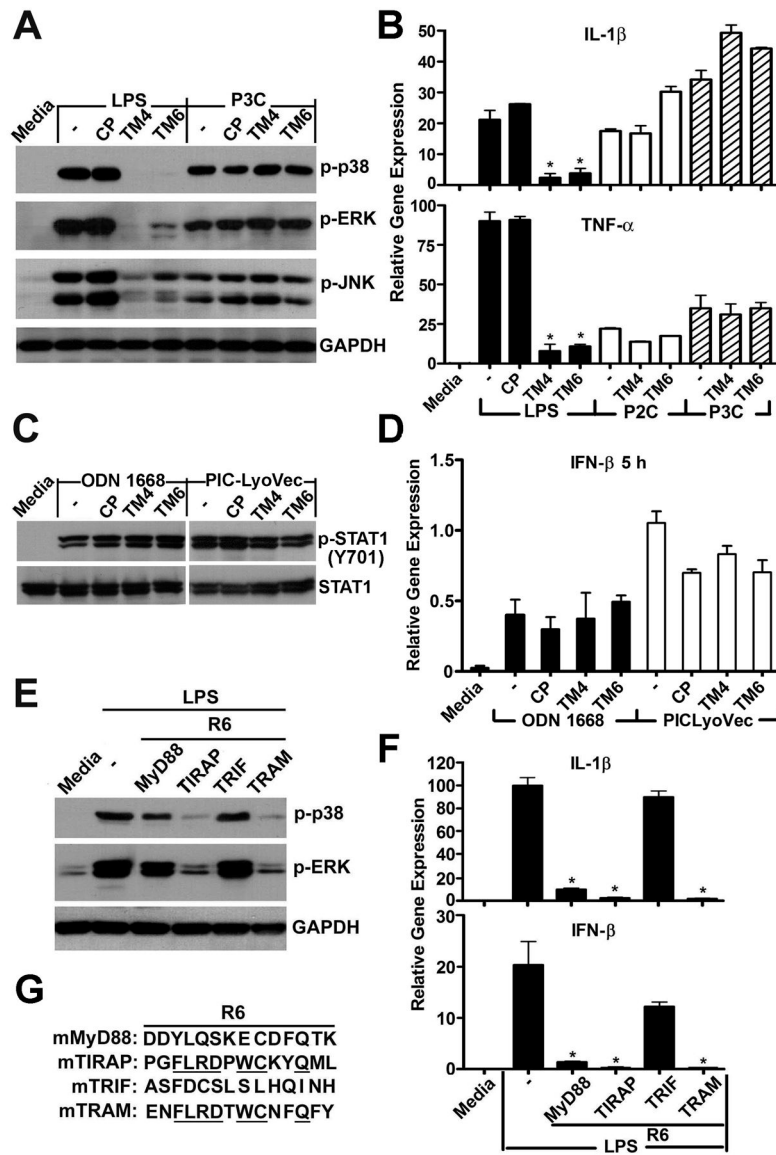 A
LPS P3C
Media - CP TM4 TM6 - CP TM4 TM6
p-p38
p-ERK
p-JNK
GAPDH
B
IL-1β
60
50
40
30
20
10
0
Relative Gene Expression
TNF-α
100
75
50
25
0
Media - CP TM4 TM6 - TM4 TM6 - TM4 TM6
LPS P2C P3C
C
ODN 1668 PIC-LyoVec
Media - CP TM4 TM6 - CP TM4 TM6
p-STAT1
(Y701)
STAT1
D
IFN-β 5 h
1.5
1.0
0.5
0
Relative Gene Expression
Media - CP TM4 TM6 - CP TM4 TM6
ODN 1668 PICLyoVec
E
LPS
R6
Media - MyD88 TIRAP TRIF TRAM
p-p38
p-ERK
GAPDH
F
IL-1β
120
100
80
60
40
20
0
Relative Gene Expression
IFN-β
30
20
10
0
Media - MyD88 TIRAP TRIF TRAM
R6
LPS
G
R6
mMyD88: DDYLQSKECDFQTK
mTIRAP: PGFLRDPWCKYQML
mTRIF: ASFDCSLSLHQINH
mTRAM: ENFLRDTWCNFQFY